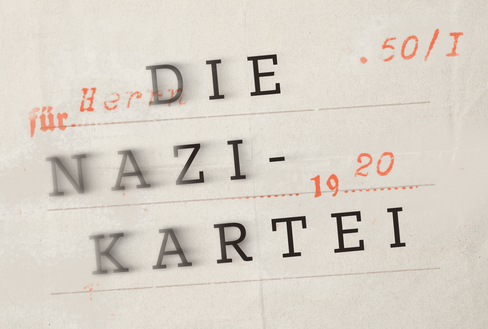 .50/I
DIE
für Herrn
NAZI-
19 20
KARTEI